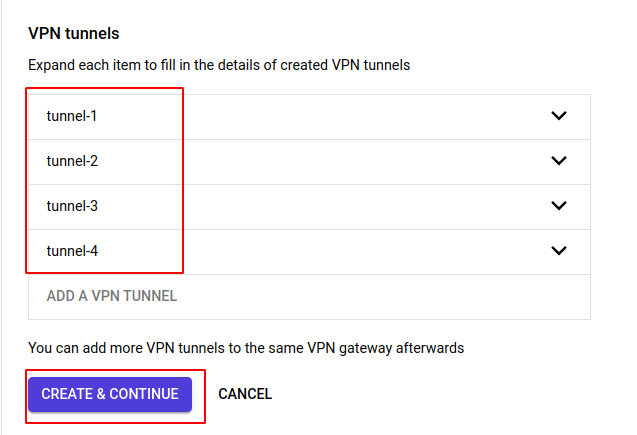 VPN tunnels
Expand each item to fill in the details of created VPN tunnels
tunnel-1
tunnel-2
tunnel-3
tunnel-4
ADD A VPN TUNNEL
You can add more VPN tunnels to the same VPN gateway afterwards
CREATE & CONTINUE CANCEL